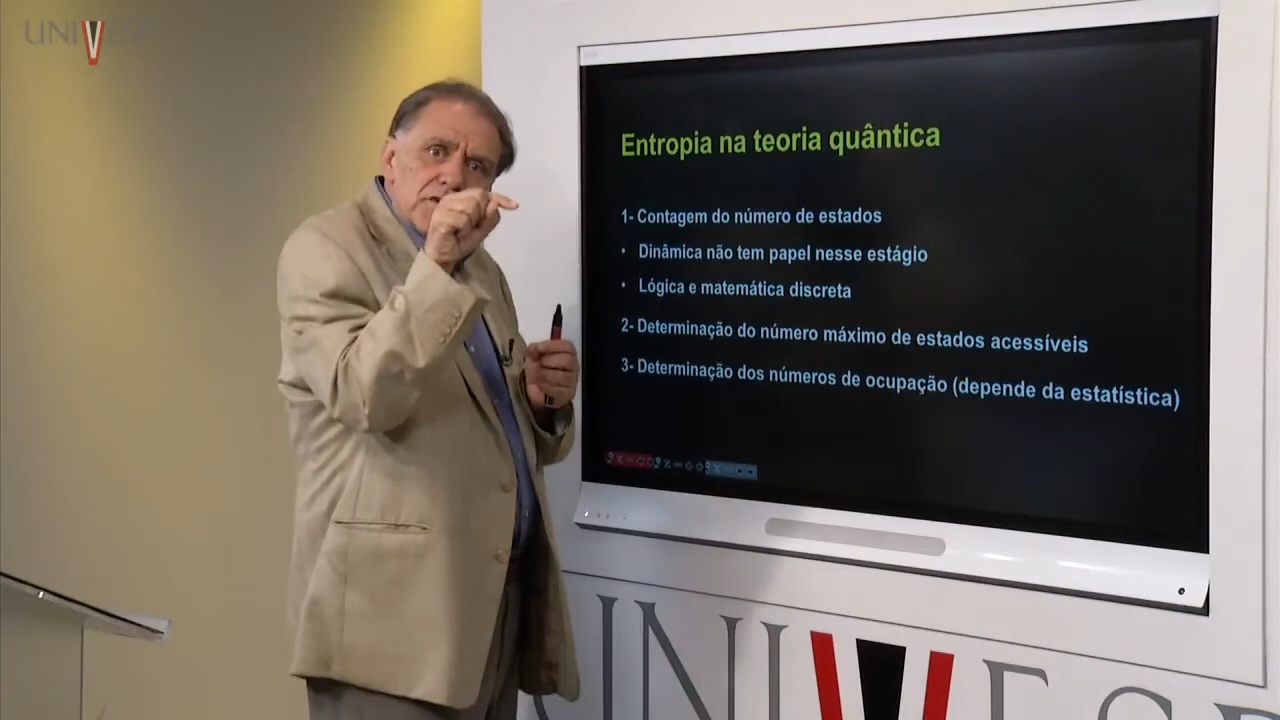 UNIVESP
Entropia na teoria quântica
1- Contagem do número de estados
• Dinâmica não tem papel nesse estágio
• Lógica e matemática discreta
2- Determinação do número máximo de estados acessíveis
3- Determinação dos números de ocupação (depende da estatística)
UNIVESP